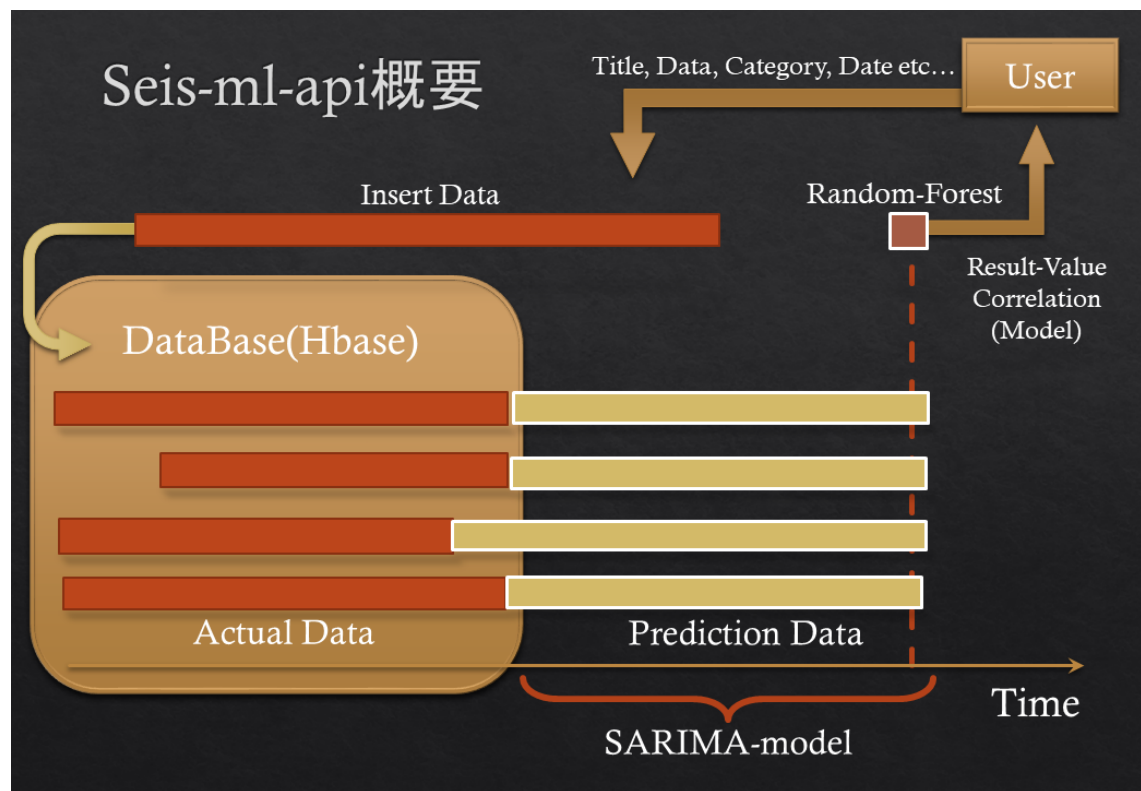 Seis-ml-api概要
Title, Data, Category, Date etc…
User
Insert Data
Random-Forest
Result-Value
Correlation
(Model)
DataBase(Hbase)
Actual Data
Prediction Data
Time
SARIMA-model